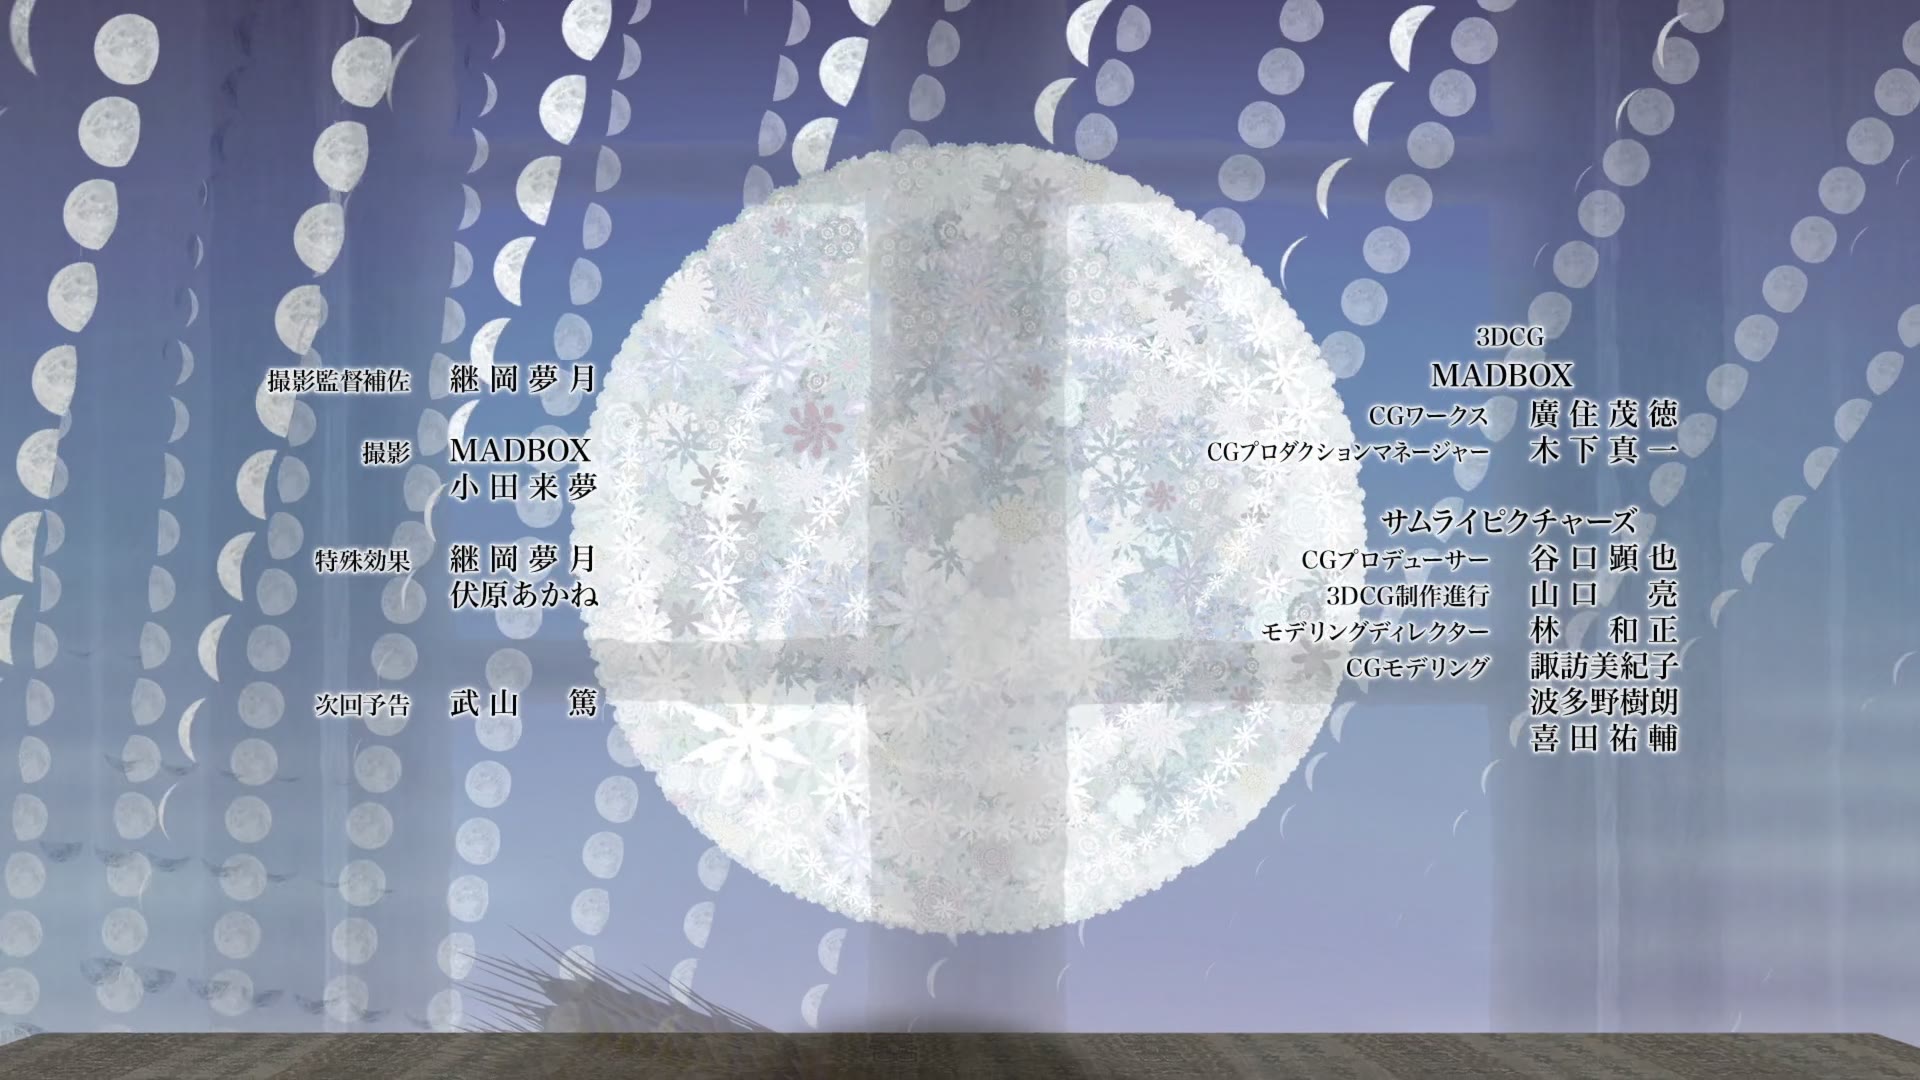 撮影監督補佐 継岡夢月
撮影 MADBOX
小田来夢
特殊効果 継岡夢月
伏原あかね
次回予告 武山 篤
3DCG
MADBOX
CGワークス 廣住茂徳
CGプロダクションマネージャー 木下真一
サムライピクチャーズ
CGプロデューサー 谷口顕也
3DCG制作進行 山口 亮
モデリングディレクター 林 和正
CGモデリング 諏訪美紀子
波多野樹朗
喜田祐輔